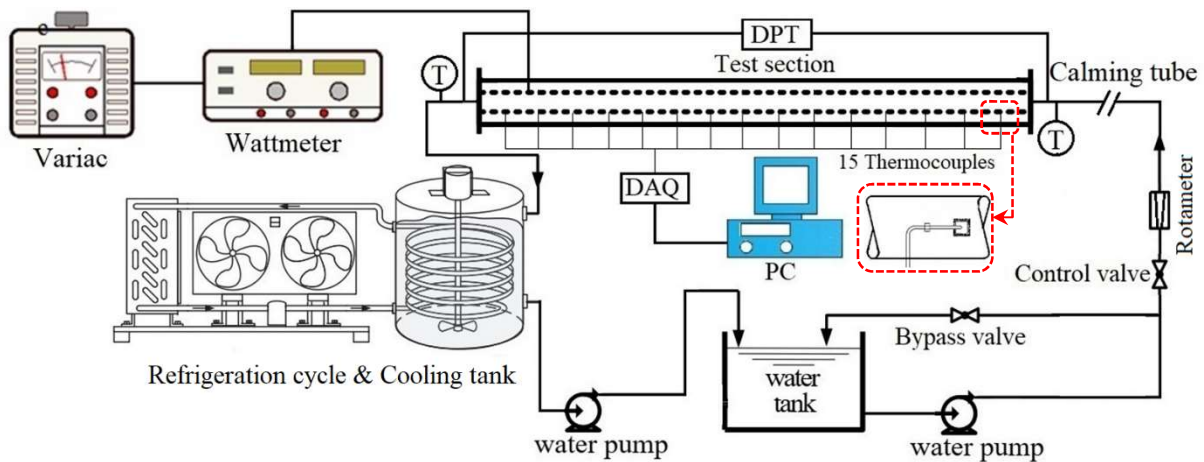 DPT
T
Test section
Calming tube
Variac
Wattmeter
T
15 Thermocouples
DAQ
PC
Rotameter
Control valve
Bypass valve
Refrigeration cycle & Cooling tank
water
tank
water pump
water pump